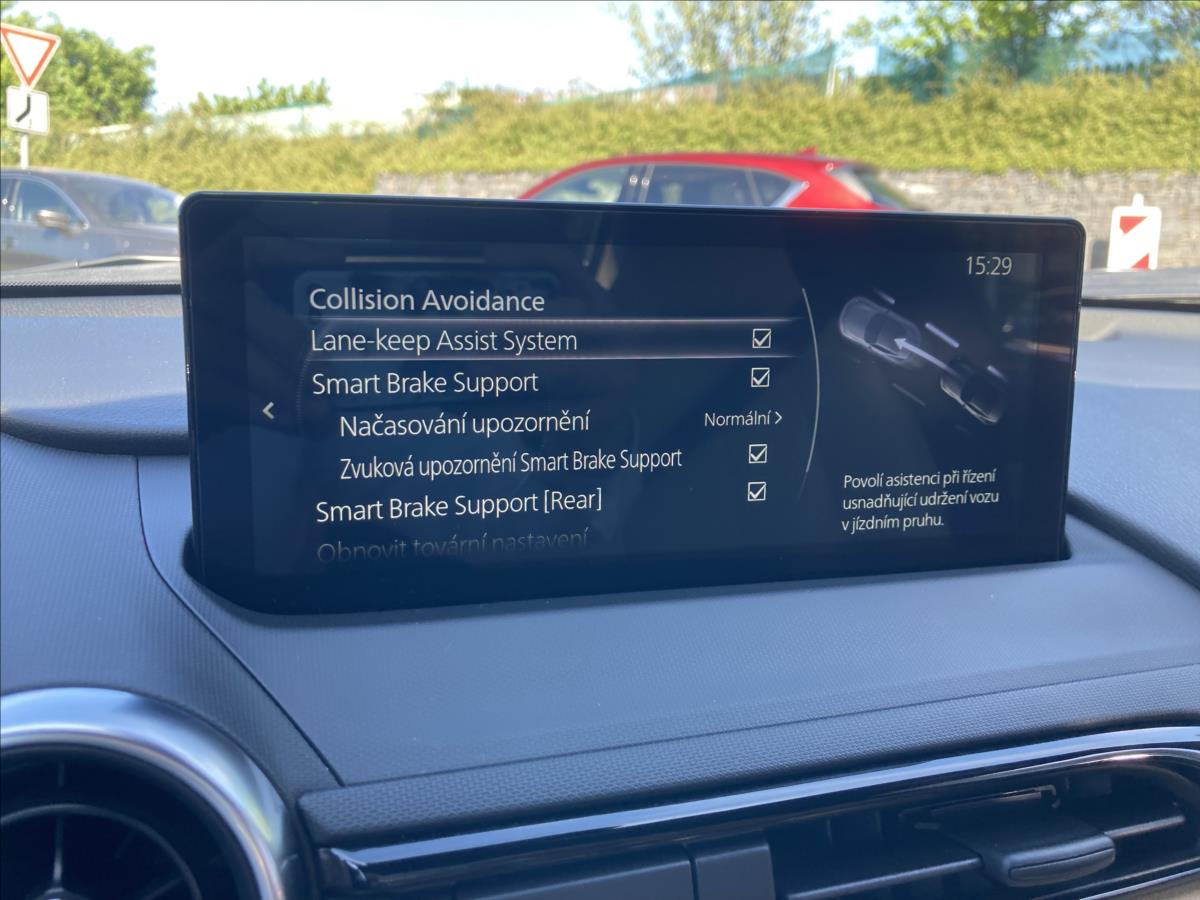 15:29
Collision Avoidance
Lane-keep Assist System
Smart Brake Support
Načasování upozornění Normální
Zvuková upozornění Smart Brake Support
Smart Brake Support [Rear]
Obnovit tovární nastavení
Povolí asistenci při řízení
usnadňující udržení vozu
v jízdním pruhu.